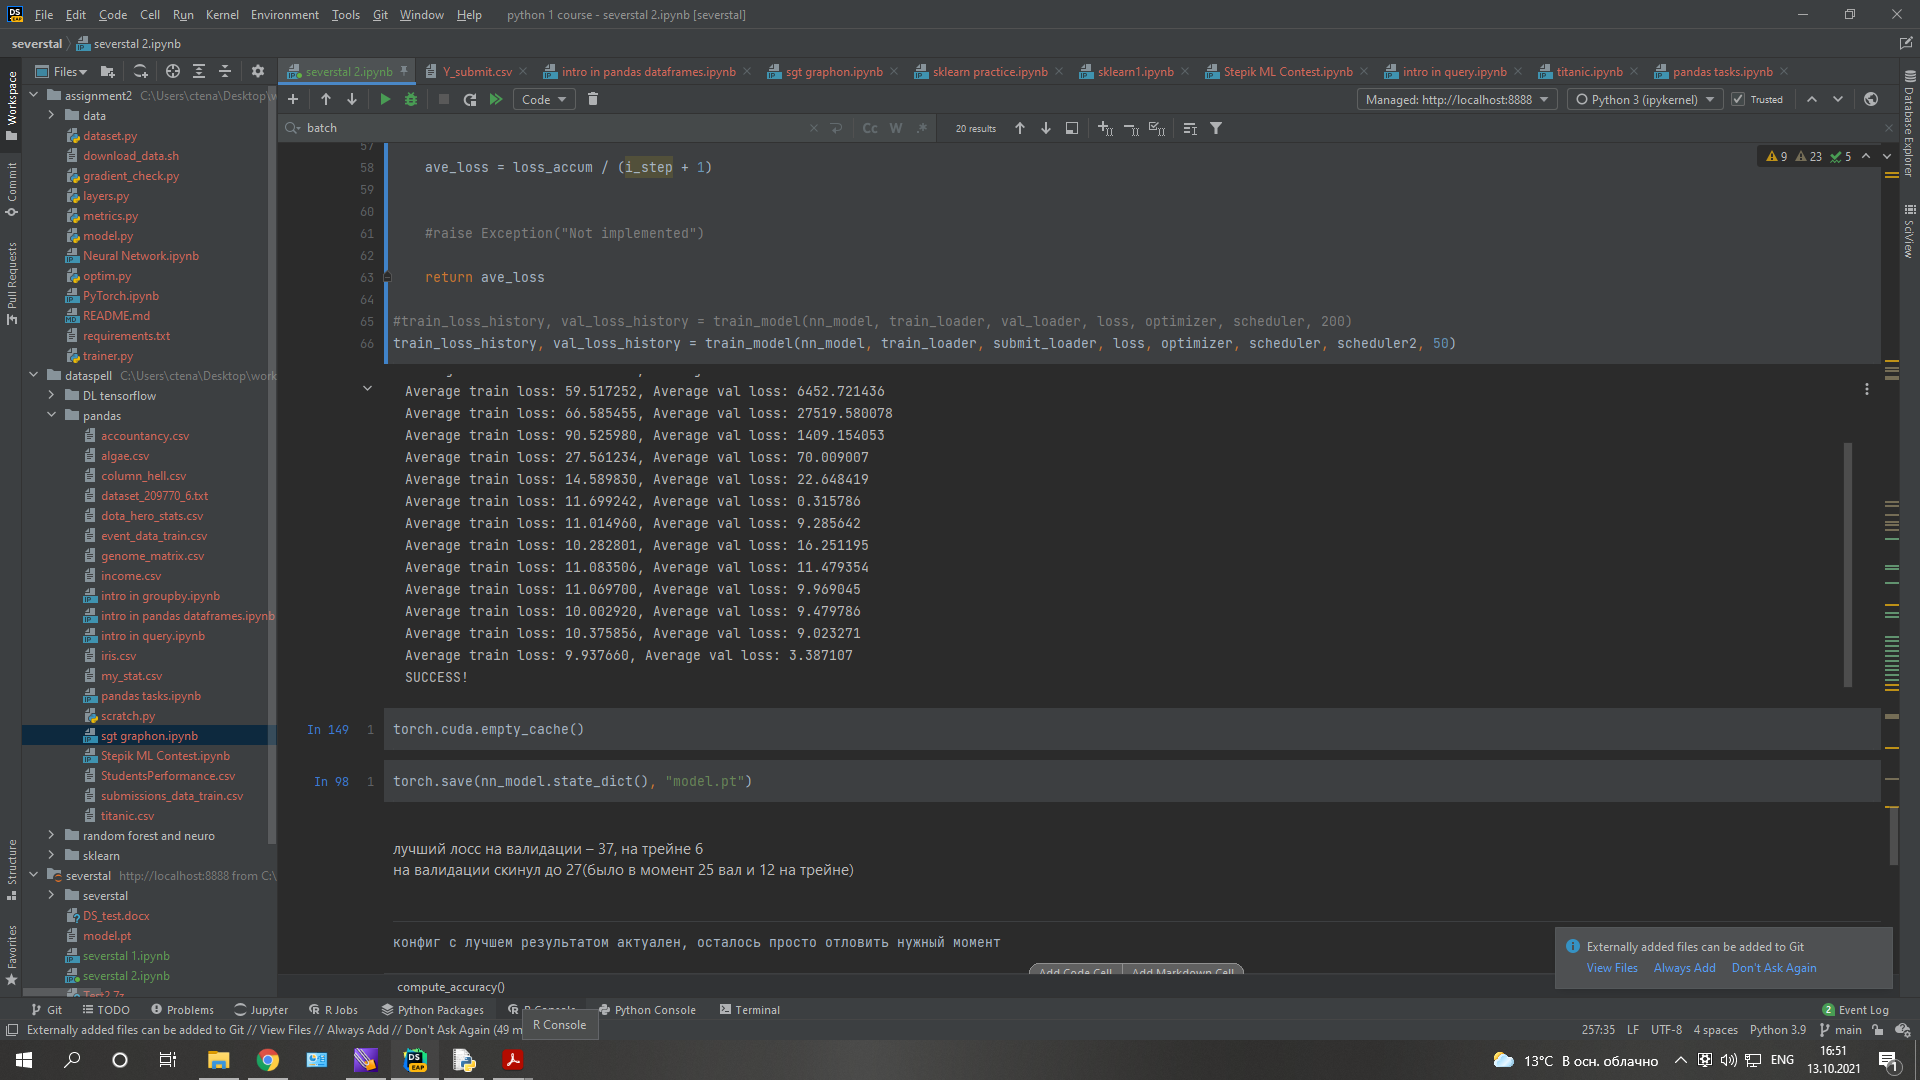 DS EAP File Edit Code Cell Run Kernel Environment Tools Git Window Help python 1 course - severstal 2.ipynb [severstal]
severstal severstal 2.ipynb
Files severstal 2.ipynb Y_submit.csv intro in pandas dataframes.ipynb sgt graphon.ipynb sklearn practice.ipynb sklearn1.ipynb Stepik ML Contest.ipynb intro in query.ipynb titanic.ipynb pandas tasks.ipynb
Code Managed: http://localhost:8888 Python 3 (ipykernel) Trusted
batch Cc W .* 20 results
9 23 5
Workspace
Commit
Pull Requests
Structure
Favorites
Database Explorer
SciView
assignment2 C:\Users\ctena\Desktop\w
data
dataset.py
download_data.sh
gradient_check.py
layers.py
metrics.py
model.py
Neural Network.ipynb
optim.py
PyTorch.ipynb
README.md
requirements.txt
trainer.py
dataspell C:\Users\ctena\Desktop\work
DL tensorflow
pandas
accountancy.csv
algae.csv
column_hell.csv
dataset_209770_6.txt
dota_hero_stats.csv
event_data_train.csv
genome_matrix.csv
income.csv
intro in groupby.ipynb
intro in pandas dataframes.ipynb
intro in query.ipynb
iris.csv
my_stat.csv
pandas tasks.ipynb
scratch.py
sgt graphon.ipynb
Stepik ML Contest.ipynb
StudentsPerformance.csv
submissions_data_train.csv
titanic.csv
random forest and neuro
sklearn
severstal http://localhost:8888 from C:\
severstal
DS_test.docx
model.pt
severstal 1.ipynb
severstal 2.ipynb
Test2.7z
57
58 ave_loss = loss_accum / (i_step + 1)
59
60
61 #raise Exception("Not implemented")
62
63 return ave_loss
64
65 #train_loss_history, val_loss_history = train_model(nn_model, train_loader, val_loader, loss, optimizer, scheduler, 200)
66 train_loss_history, val_loss_history = train_model(nn_model, train_loader, submit_loader, loss, optimizer, scheduler, scheduler2, 50)
Average train loss: 59.517252, Average val loss: 6452.721436
Average train loss: 66.585455, Average val loss: 27519.580078
Average train loss: 90.525980, Average val loss: 1409.154053
Average train loss: 27.561234, Average val loss: 70.009007
Average train loss: 14.589830, Average val loss: 22.648419
Average train loss: 11.699242, Average val loss: 0.315786
Average train loss: 11.014960, Average val loss: 9.285642
Average train loss: 10.282801, Average val loss: 16.251195
Average train loss: 11.083506, Average val loss: 11.479354
Average train loss: 11.069700, Average val loss: 9.969045
Average train loss: 10.002920, Average val loss: 9.479786
Average train loss: 10.375856, Average val loss: 9.023271
Average train loss: 9.937660, Average val loss: 3.387107
SUCCESS!
In 149 1 torch.cuda.empty_cache()
In 98 1 torch.save(nn_model.state_dict(), "model.pt")
лучший лосс на валидации – 37, на трейне 6
на валидации скинул до 27(было в момент 25 вал и 12 на трейне)
конфиг с лучшем результатом актуален, осталось просто отловить нужный момент
Add Code Cell Add Markdown Cell
compute_accuracy()
Externally added files can be added to Git
View Files Always Add Don't Ask Again
Git TODO Problems Jupyter R Jobs Python Packages R Console Python Console Terminal 2 Event Log
R Console
Externally added files can be added to Git // View Files // Always Add // Don't Ask Again (49 m 257:35 LF UTF-8 4 spaces Python 3.9 main
13°C В осн. облачно ENG 16:51
13.10.2021 1